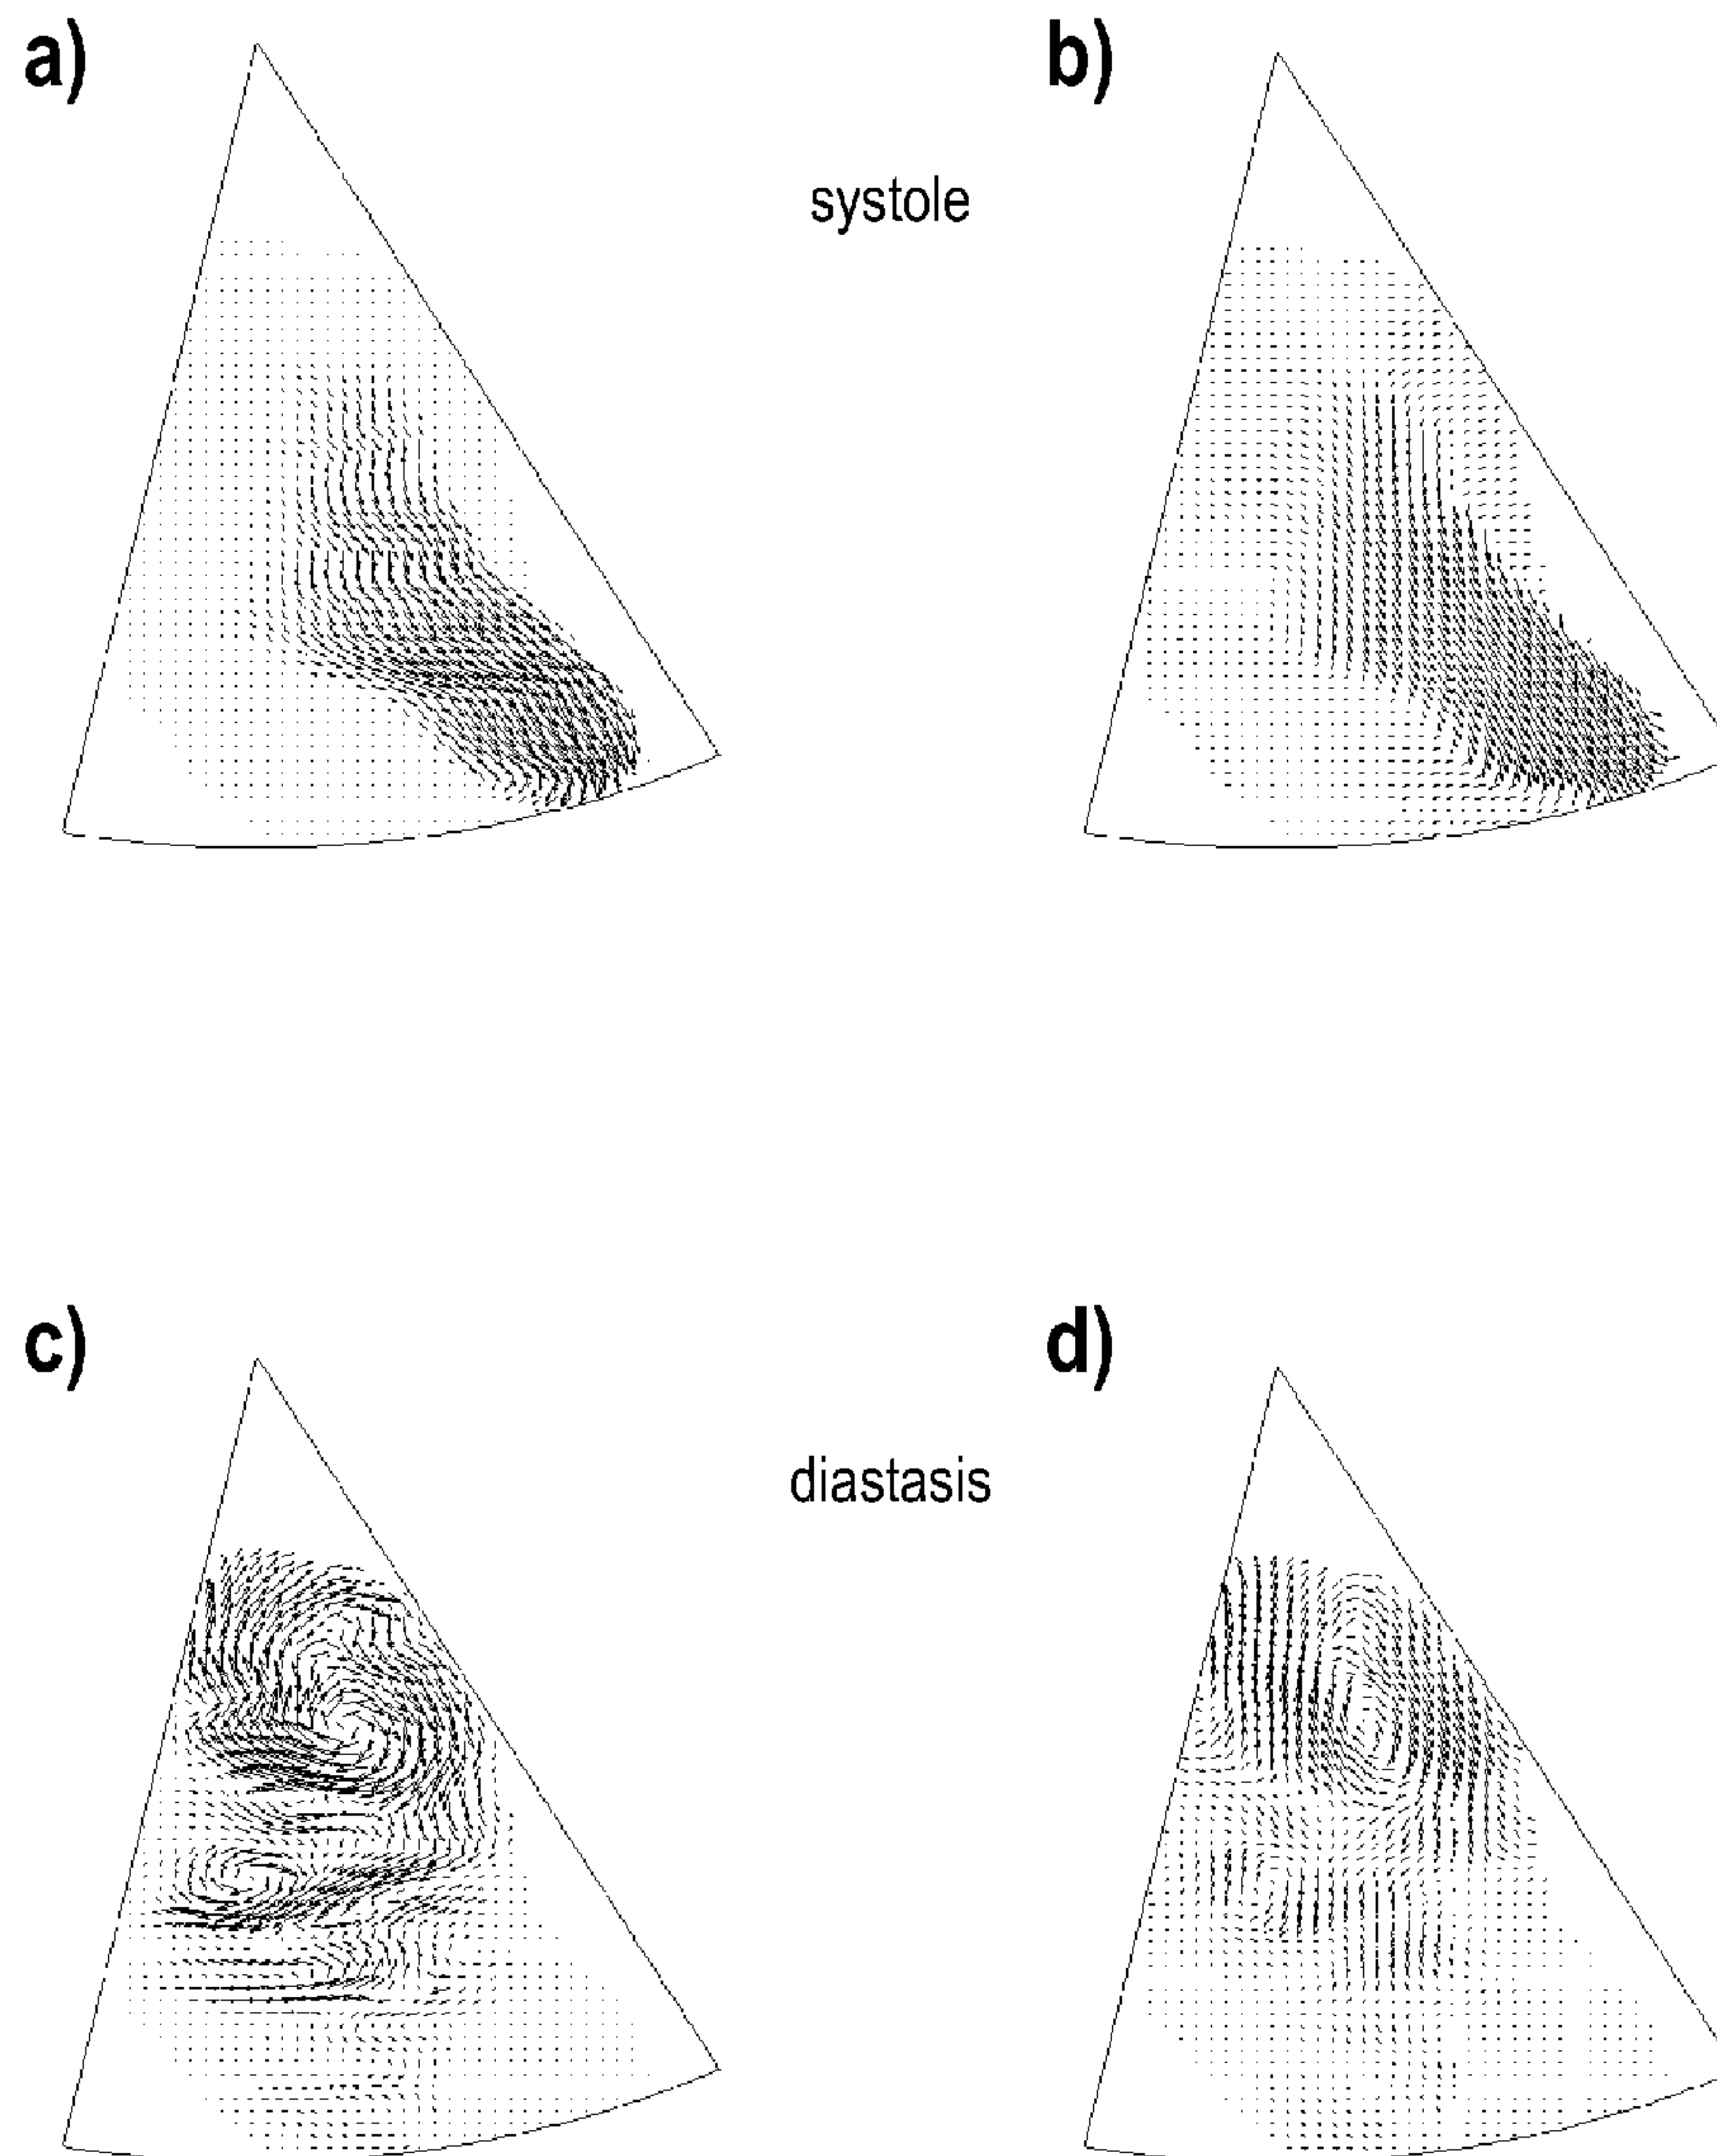 a)
b)
systole
c)
d)
diastasis